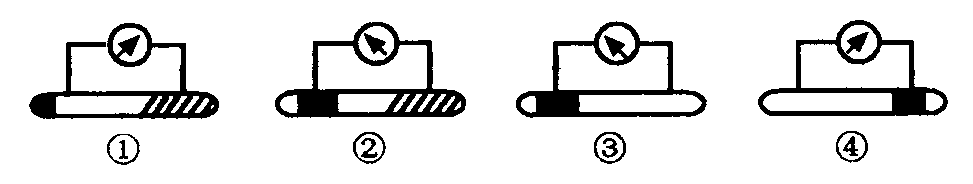 ① ② ③ ④